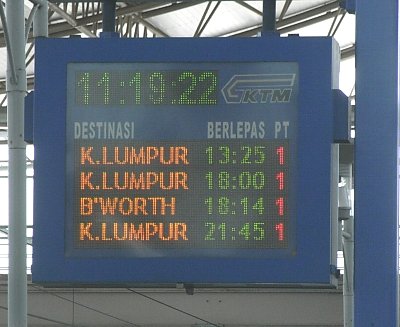 11:19:22 KTM
DESTINASI BERLEPAS PT
K.LUMPUR 13:25 1
K.LUMPUR 18:00 1
B'WORTH 18:14 1
K.LUMPUR 21:45 1